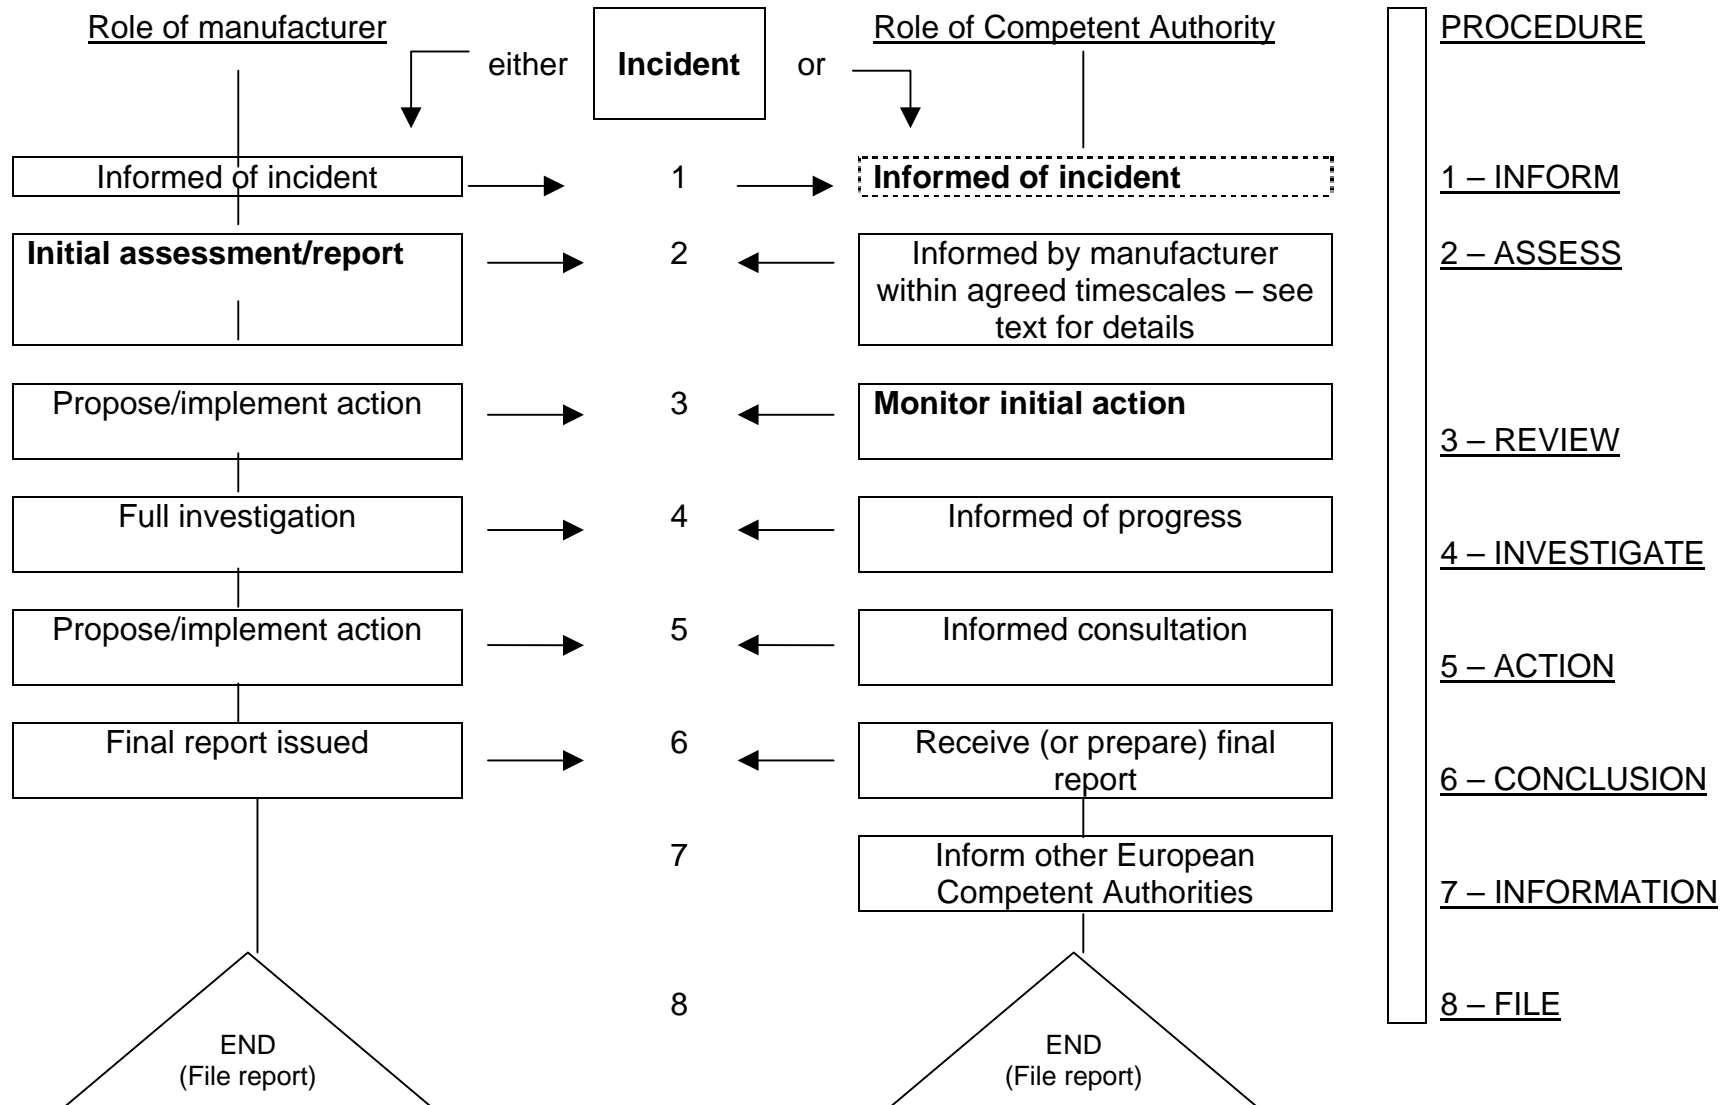 Role of manufacturer
either
Incident
or
Role of Competent Authority
PROCEDURE
Informed of incident
1
Informed of incident
1 – INFORM
Initial assessment/report
2
Informed by manufacturer
within agreed timescales – see
text for details
2 – ASSESS
Propose/implement action
3
Monitor initial action
3 – REVIEW
Full investigation
4
Informed of progress
4 – INVESTIGATE
Propose/implement action
5
Informed consultation
5 – ACTION
Final report issued
6
Receive (or prepare) final
report
6 – CONCLUSION
7
Inform other European
Competent Authorities
7 – INFORMATION
8
8 – FILE
END
(File report)
END
(File report)